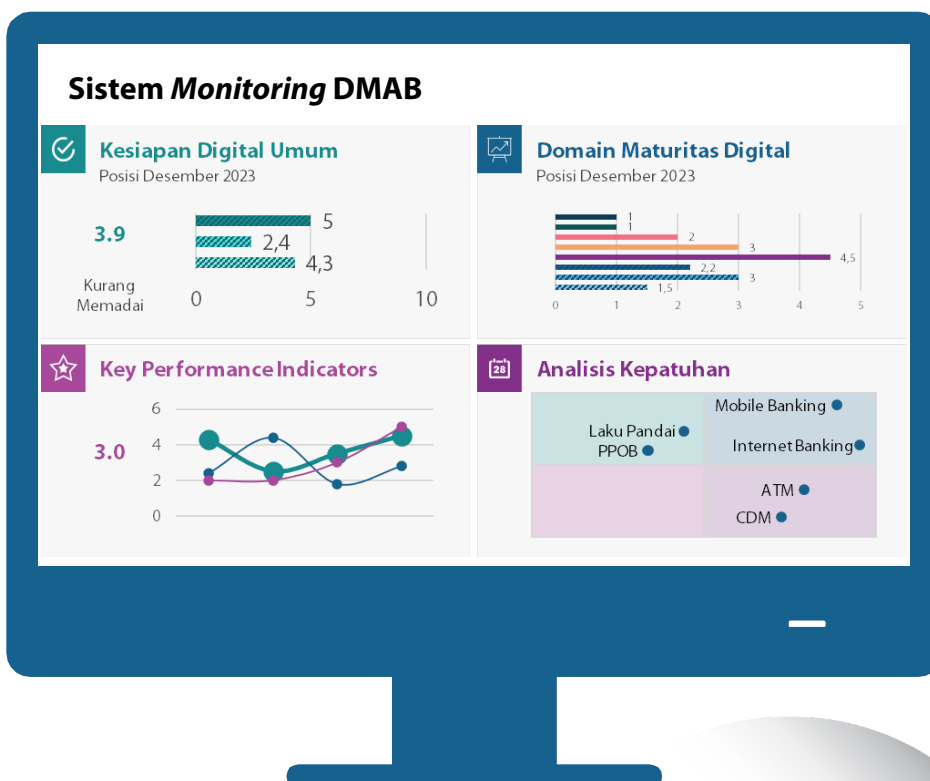 Sistem Monitoring DMAB
Kesiapan Digital Umum
Posisi Desember 2023
3.9
Kurang
Memadai
5
2,4
4,3
0 5 10
Domain Maturitas Digital
Posisi Desember 2023
1
1
2
3
4,5
2,2
3
1,5
0 1 2 3 4 5
Key Performance Indicators
3.0
6
4
2
0
28
Analisis Kepatuhan
Mobile Banking
Laku Pandai
PPOB
Internet Banking
ATM
CDM